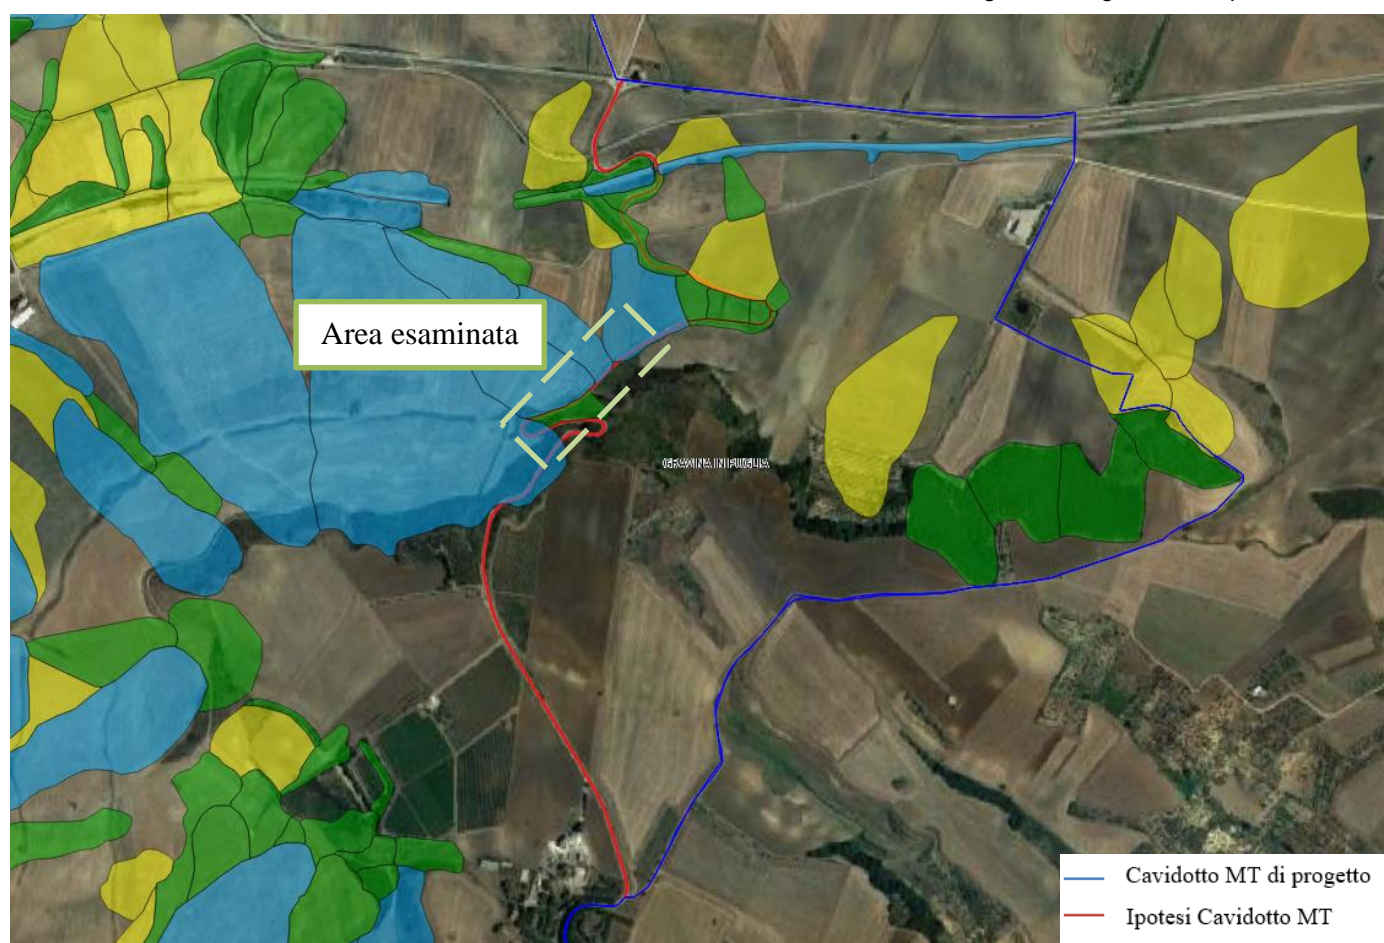 Area esaminata
GRAVINA IN PUGLIA
Cavidotto MT di progetto
Ipotesi Cavidotto MT